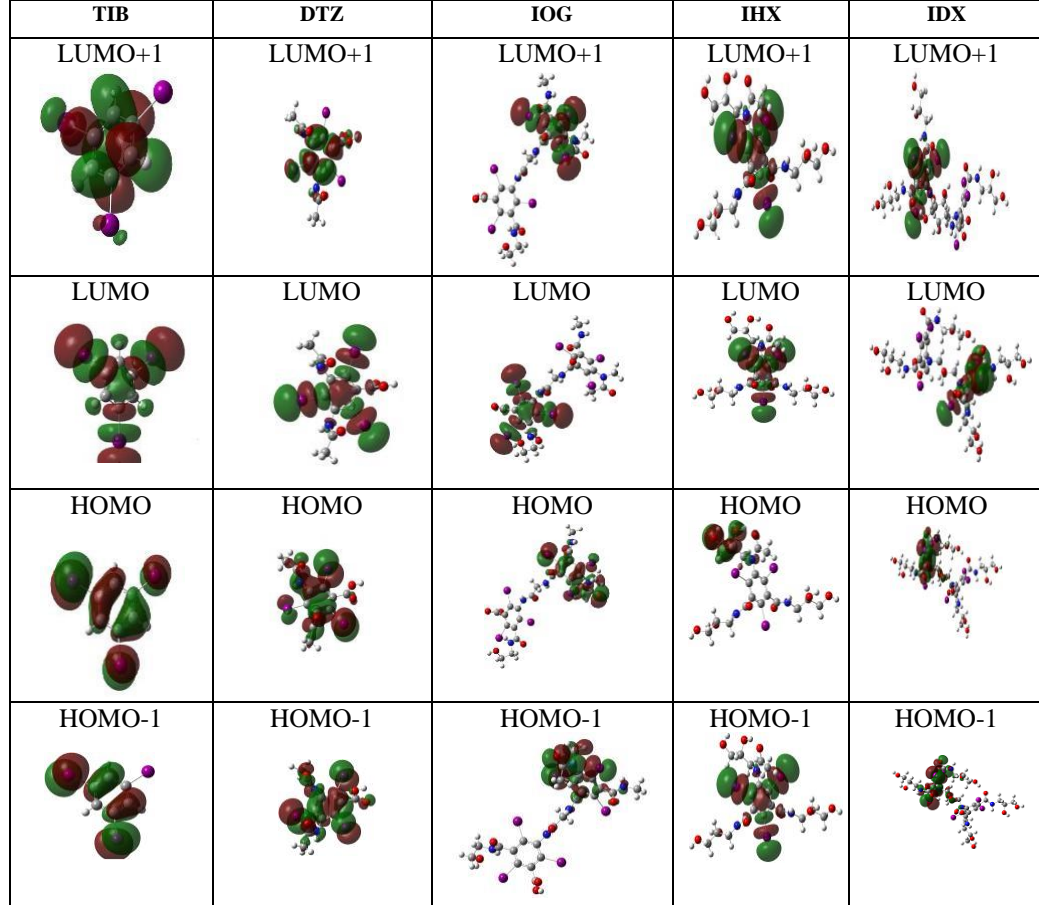 TIB DTZ IOG IHX IDX
LUMO+1 LUMO+1 LUMO+1 LUMO+1 LUMO+1
LUMO LUMO LUMO LUMO LUMO
HOMO HOMO HOMO HOMO HOMO
HOMO-1 HOMO-1 HOMO-1 HOMO-1 HOMO-1